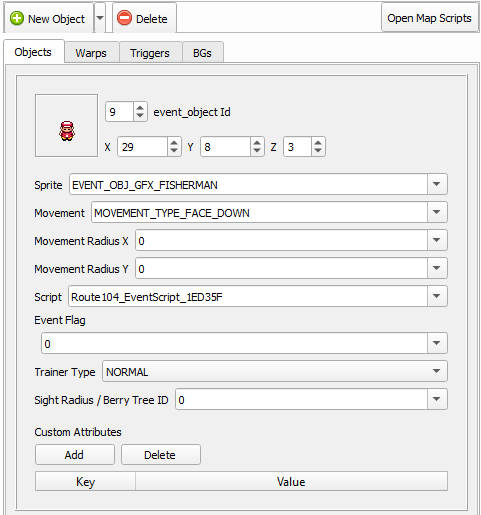 New Object Delete Open Map Scripts
Objects Warps Triggers BGs
9 event_object Id
X 29 Y 8 Z 3
Sprite EVENT_OBJ_GFX_FISHERMAN
Movement MOVEMENT_TYPE_FACE_DOWN
Movement Radius X 0
Movement Radius Y 0
Script Route104_EventScript_1ED35F
Event Flag
0
Trainer Type NORMAL
Sight Radius / Berry Tree ID 0
Custom Attributes
Add Delete
Key Value